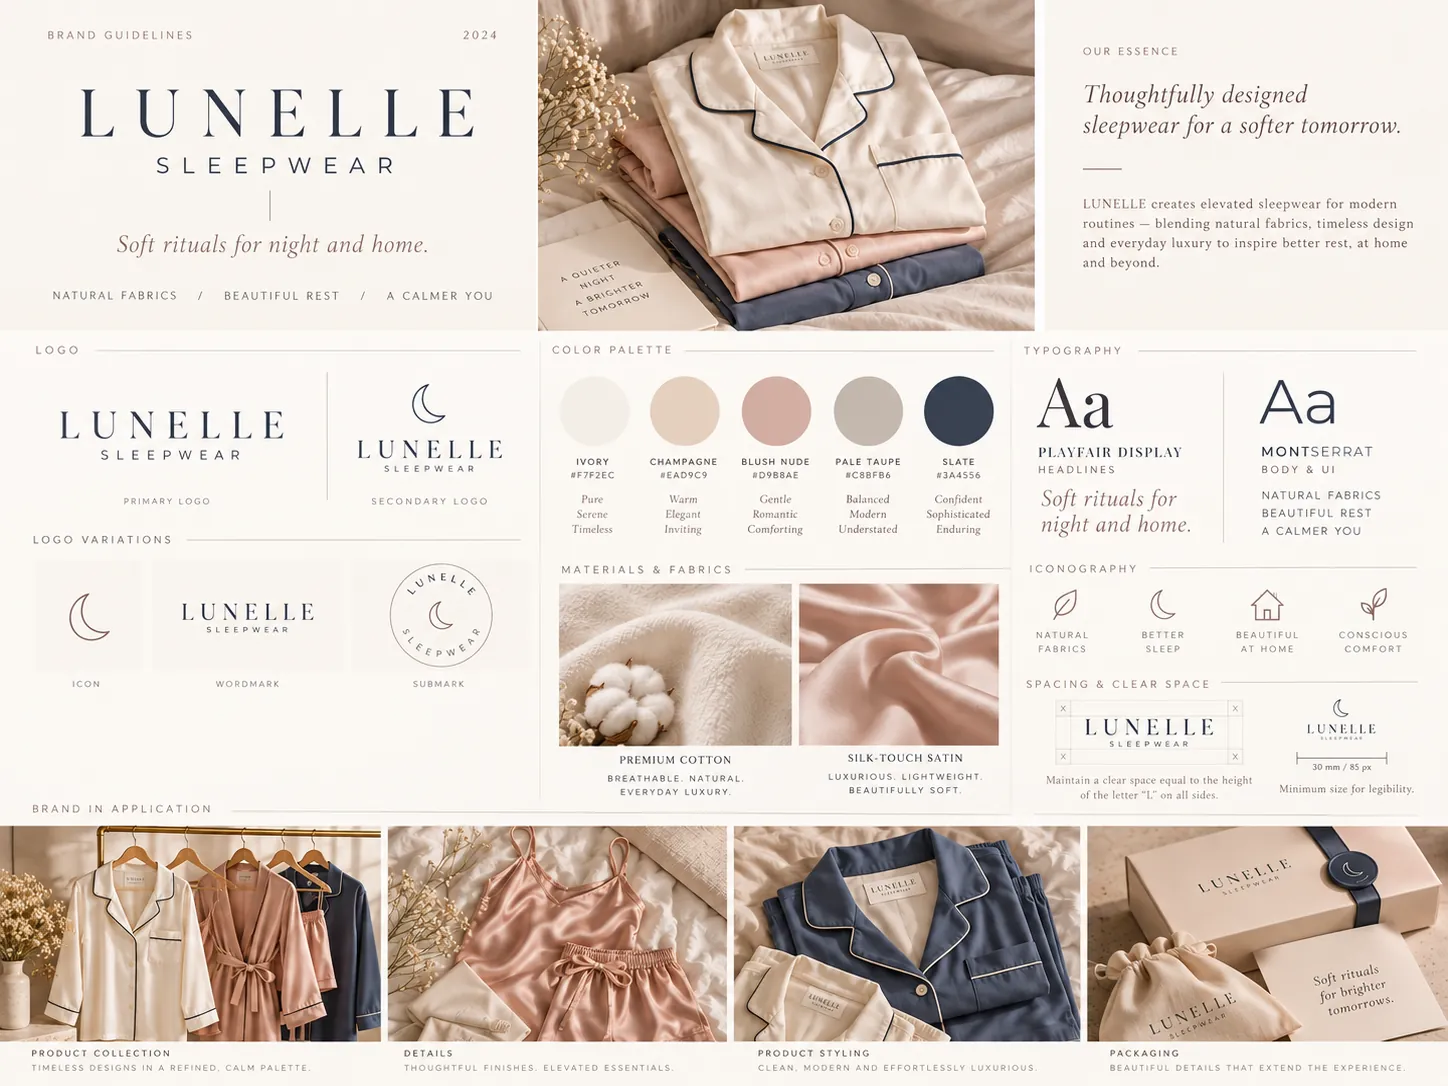 BRAND GUIDELINES
2024
LUNELLE
SLEEPWEAR
Soft rituals for night and home.
NATURAL FABRICS / BEAUTIFUL REST / A CALMER YOU
LUNELLE
A QUIETER
NIGHT
A BRIGHTER
TOMORROW
OUR ESSENCE
Thoughtfully designed
sleepwear for a softer tomorrow.
LUNELLE creates elevated sleepwear for modern
routines — blending natural fabrics, timeless design
and everyday luxury to inspire better rest, at home
and beyond.
LOGO
LUNELLE
SLEEPWEAR
PRIMARY LOGO
LUNELLE
SLEEPWEAR
SECONDARY LOGO
LOGO VARIATIONS
ICON
LUNELLE
SLEEPWEAR
WORDMARK
LUNELLE
SLEEPWEAR
SUBMARK
COLOR PALETTE
IVORY
#F7F2EC
Pure
Serene
Timeless
CHAMPAGNE
#EAD9C9
Warm
Elegant
Inviting
BLUSH NUDE
#D9B8AE
Gentle
Romantic
Comforting
PALE TAUPE
#C8BFB6
Balanced
Modern
Understated
SLATE
#3A4556
Confident
Sophisticated
Enduring
MATERIALS & FABRICS
PREMIUM COTTON
BREATHABLE. NATURAL.
EVERYDAY LUXURY.
SILK-TOUCH SATIN
LUXURIOUS. LIGHTWEIGHT.
BEAUTIFULLY SOFT.
TYPOGRAPHY
Aa
PLAYFAIR DISPLAY
HEADLINES
Soft rituals for
night and home.
Aa
MONTSERRAT
BODY & UI
NATURAL FABRICS
BEAUTIFUL REST
A CALMER YOU
ICONOGRAPHY
NATURAL
FABRICS
BETTER
SLEEP
BEAUTIFUL
AT HOME
CONSCIOUS
COMFORT
SPACING & CLEAR SPACE
X X
LUNELLE
SLEEPWEAR
X X
Maintain a clear space equal to the height
of the letter "L" on all sides.
LUNELLE
SLEEPWEAR
30 mm / 85 px
Minimum size for legibility.
BRAND IN APPLICATION
PRODUCT COLLECTION
TIMELESS DESIGNS IN A REFINED, CALM PALETTE.
DETAILS
THOUGHTFUL FINISHES. ELEVATED ESSENTIALS.
LUNELLE
SLEEPWEAR
LUNELLE
PRODUCT STYLING
CLEAN, MODERN AND EFFORTLESSLY LUXURIOUS.
LUNELLE
SLEEPWEAR
LUNELLE
SLEEPWEAR
Soft rituals
for brighter
tomorrows.
PACKAGING
BEAUTIFUL DETAILS THAT EXTEND THE EXPERIENCE.